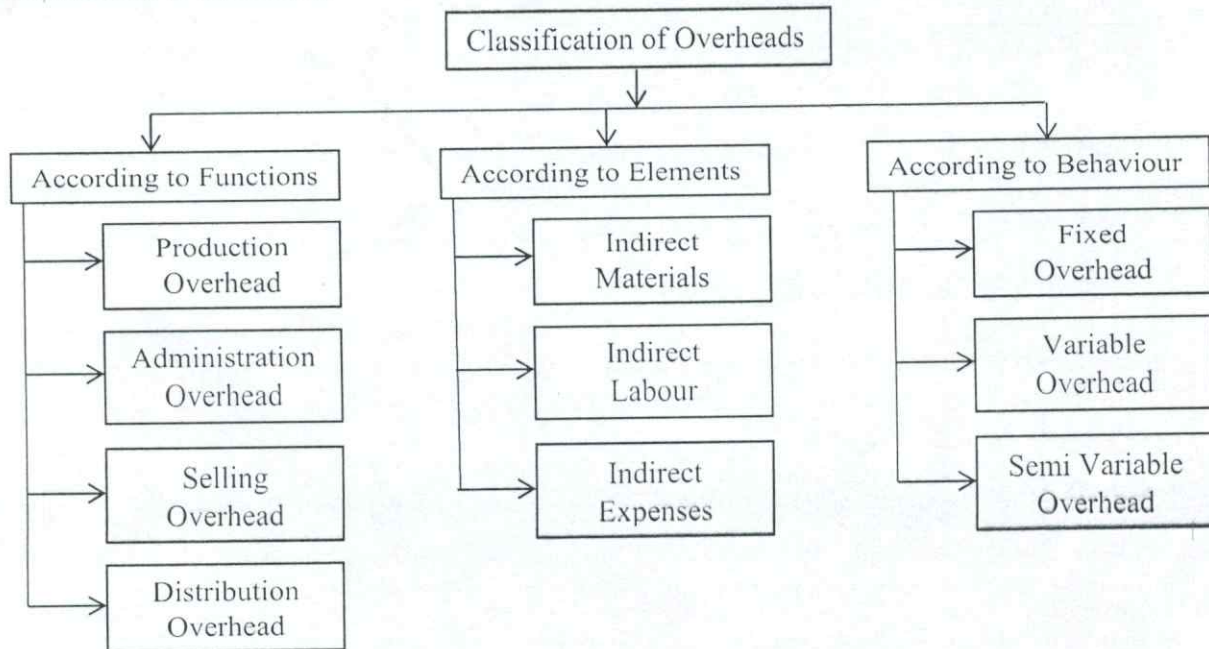 Classification of Overheads
According to Functions
Production
Overhead
Administration
Overhead
Selling
Overhead
Distribution
Overhead
According to Elements
Indirect
Materials
Indirect
Labour
Indirect
Expenses
According to Behaviour
Fixed
Overhead
Variable
Overhead
Semi Variable
Overhead